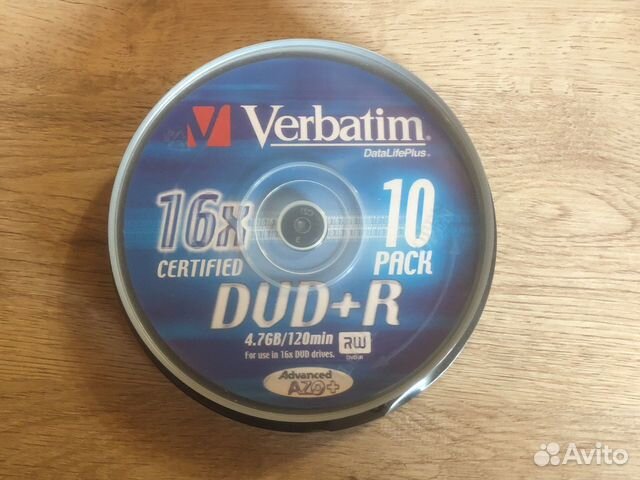 Verbatim.
DataLifePlus.
16x
CERTIFIED
10
PACK
DVD+R
4.7GB/120min
For use in 16x DVD drives.
RW
DVD+R
Advanced
AZO+
Avito